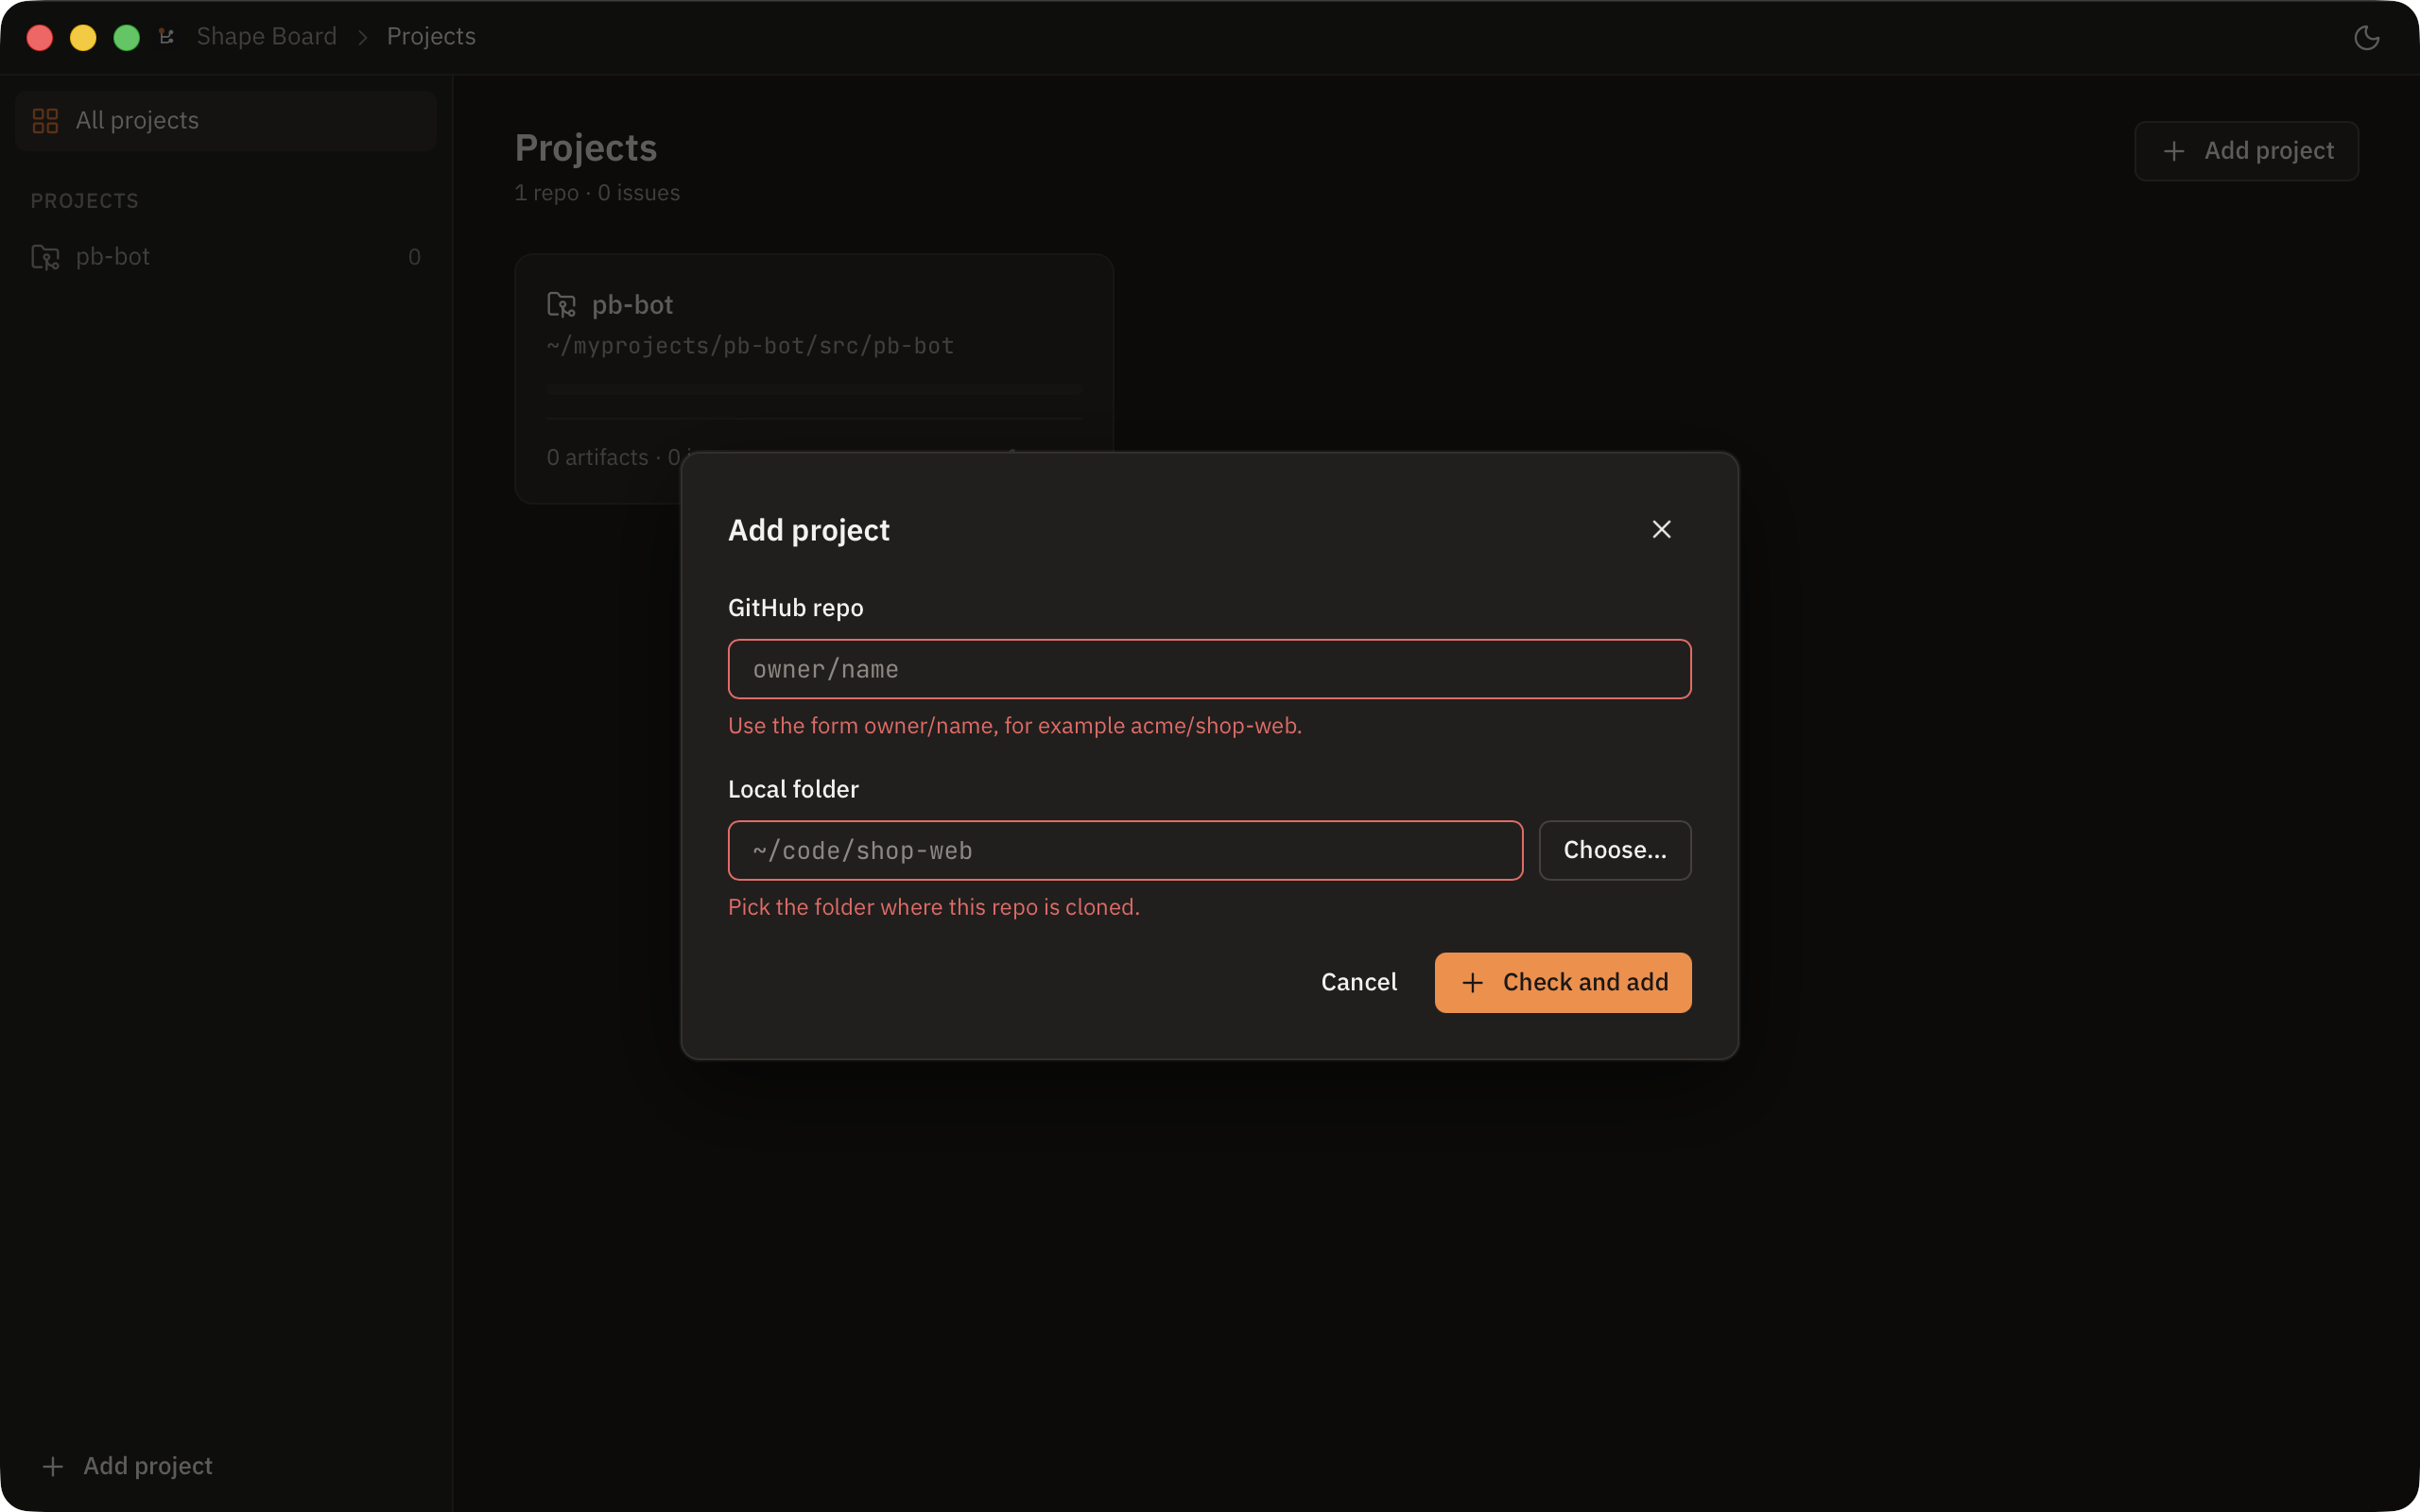 Shape Board > Projects
All projects
PROJECTS
pb-bot 0
Add project
Projects
1 repo · 0 issues
Add project
pb-bot
~/myprojects/pb-bot/src/pb-bot
0 artifacts · 0
Add project
GitHub repo
owner/name
Use the form owner/name, for example acme/shop-web.
Local folder
~/code/shop-web
Choose...
Pick the folder where this repo is cloned.
Cancel
Check and add